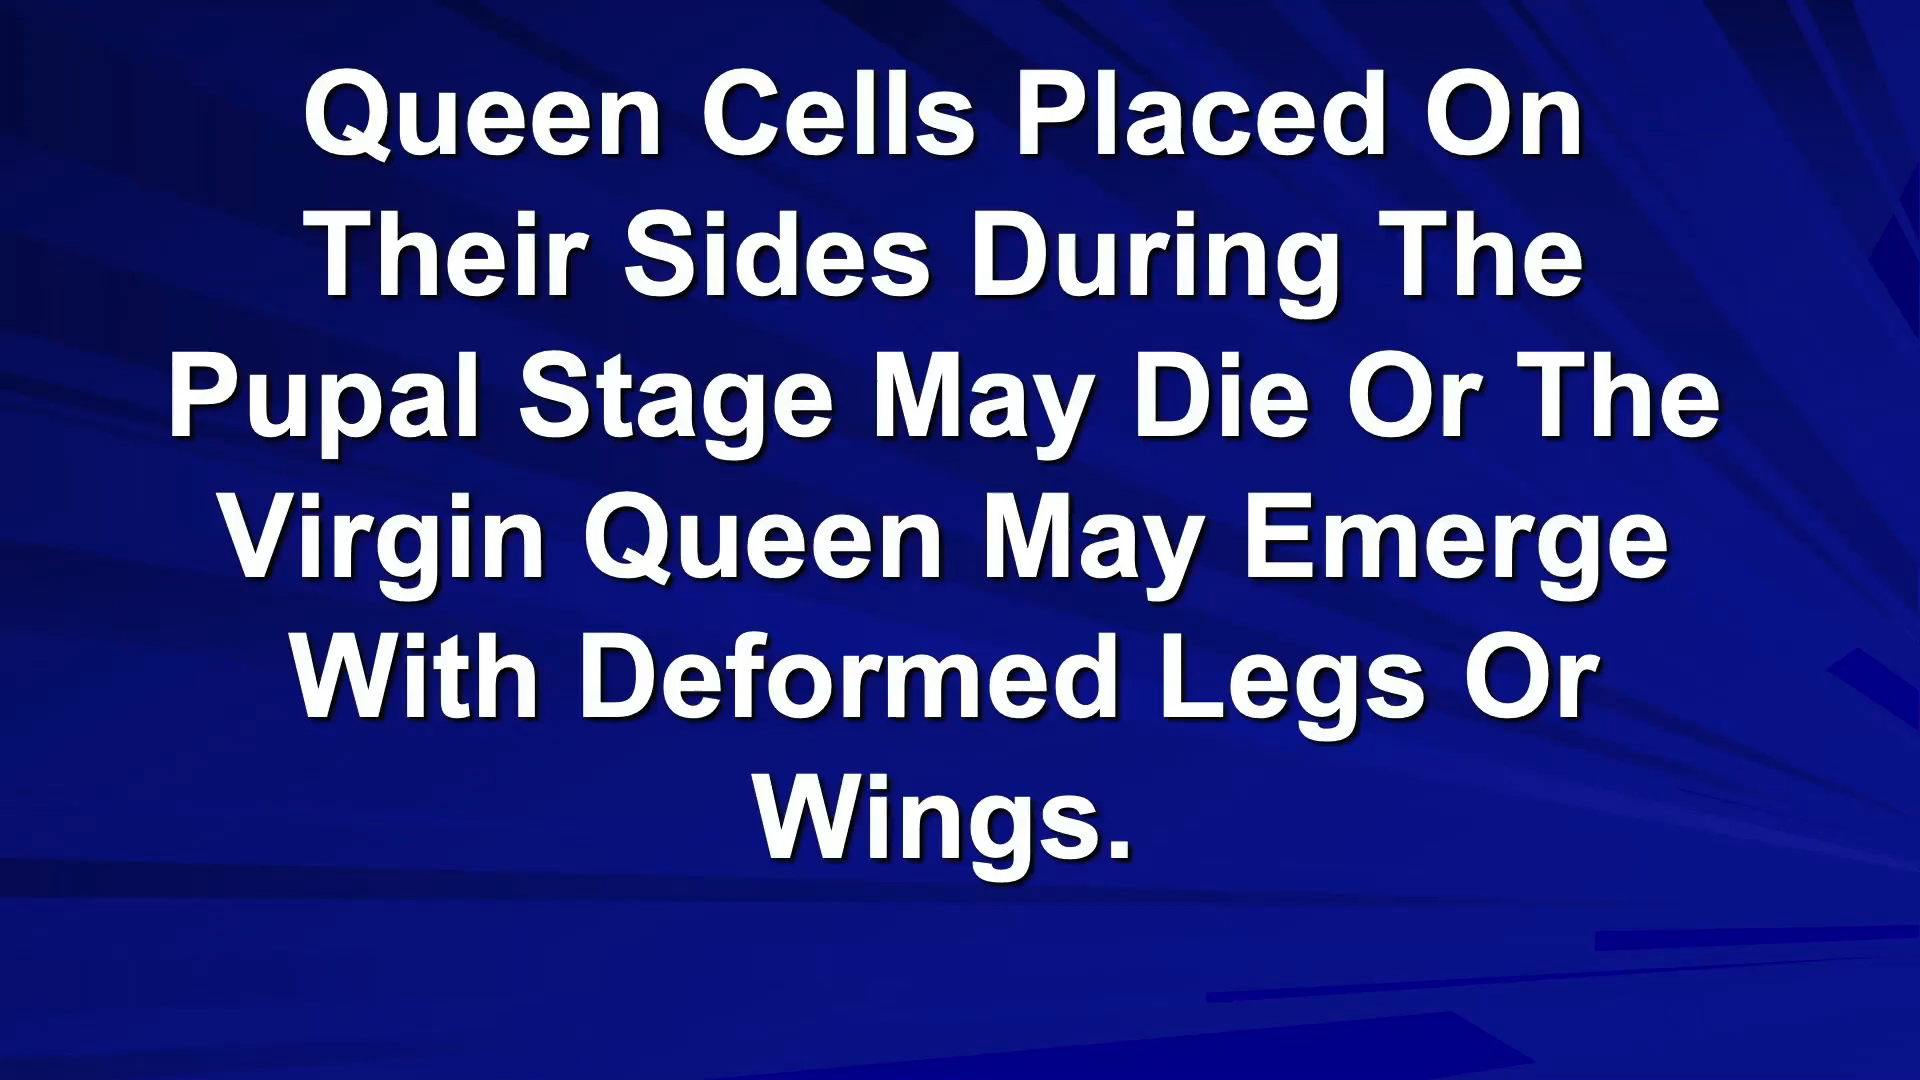 Queen Cells Placed On
Their Sides During The
Pupal Stage May Die Or The
Virgin Queen May Emerge
With Deformed Legs Or
Wings.